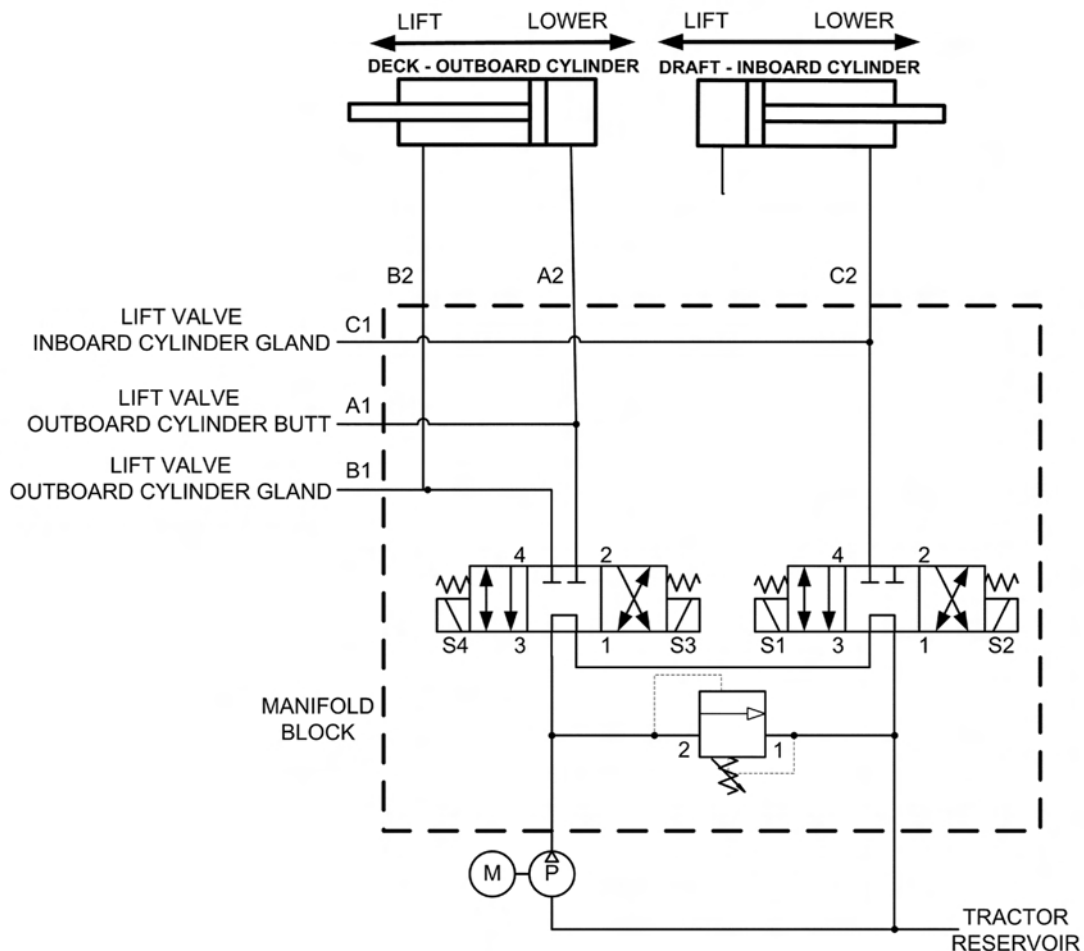 LIFT LOWER LIFT LOWER
DECK - OUTBOARD CYLINDER DRAFT - INBOARD CYLINDER
B2 A2 C2
LIFT VALVE
INBOARD CYLINDER GLAND
C1
LIFT VALVE
OUTBOARD CYLINDER BUTT
A1
LIFT VALVE
OUTBOARD CYLINDER GLAND
B1
4 2 4 2
S4 3 1 S3 S1 3 1 S2
MANIFOLD
BLOCK
2 1
M P
TRACTOR
RESERVOIR